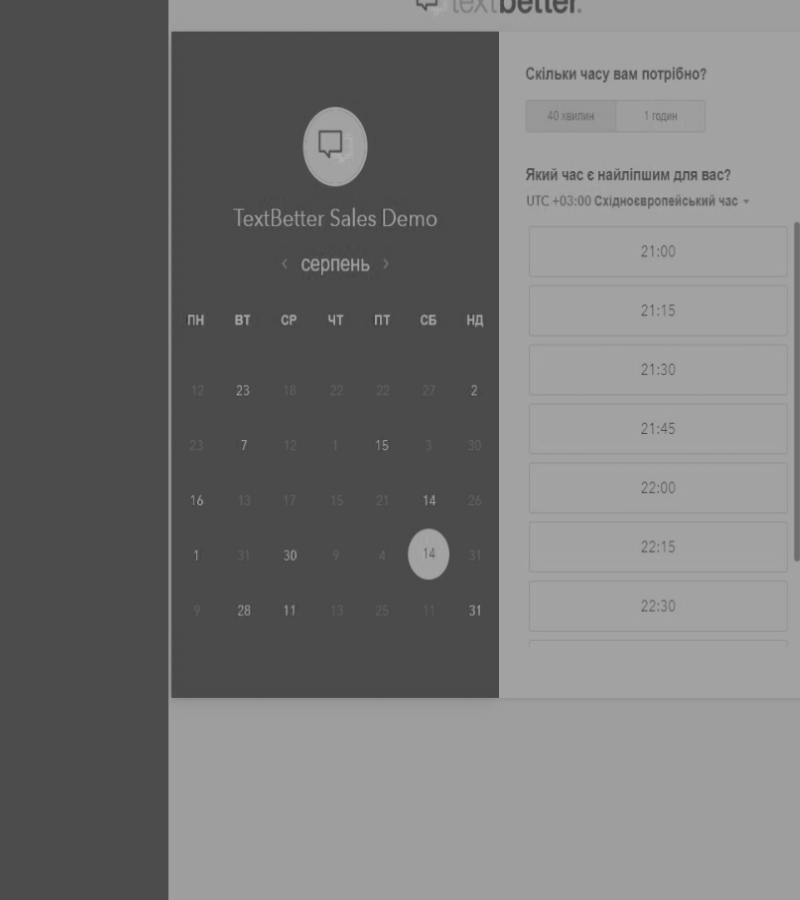 textbetter.
TextBetter Sales Demo
‹ серпень ›
ПН ВТ СР ЧТ ПТ СБ НД
12 23 18 22 22 27 2
23 7 12 1 15 3 30
16 13 17 15 21 14 26
1 31 30 9 4 14 31
9 28 11 13 25 11 31
Скільки часу вам потрібно?
40 хвилин 1 годин
Який час є найліпшим для вас?
UTC +03:00 Східноєвропейський час
21:00
21:15
21:30
21:45
22:00
22:15
22:30